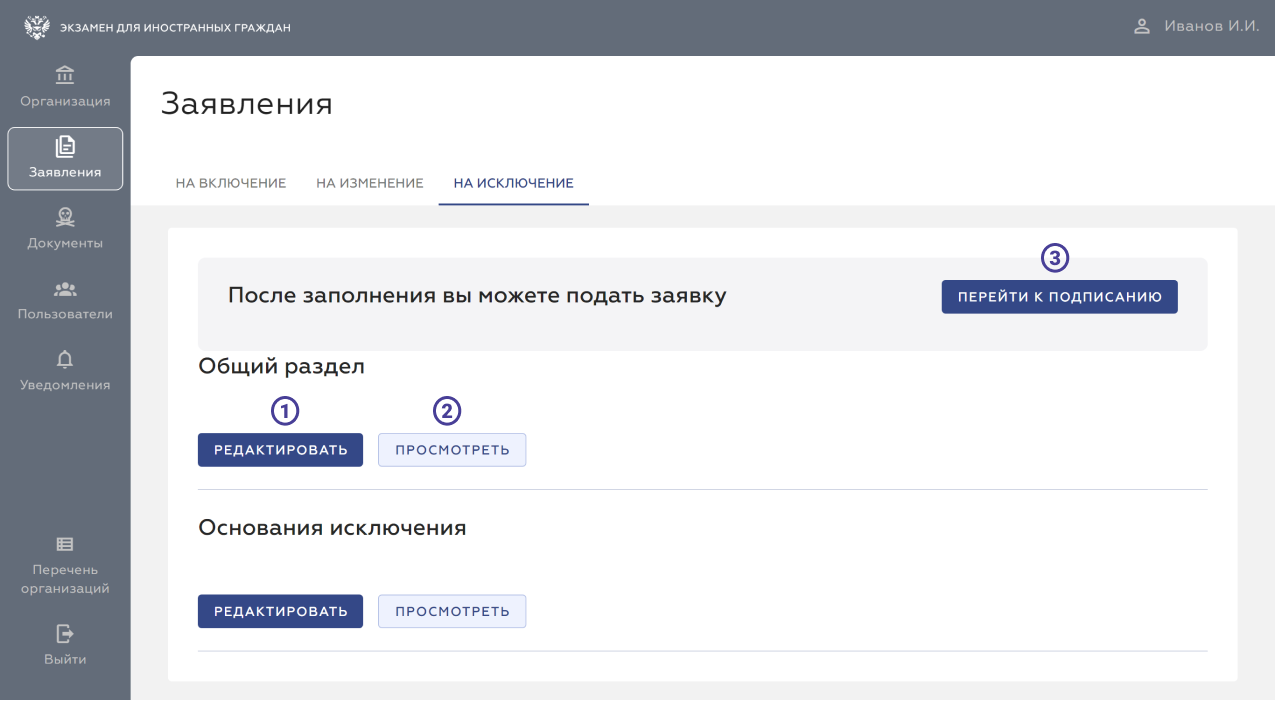 ЭКЗАМЕН ДЛЯ ИНОСТРАННЫХ ГРАЖДАН
Иванов И.И.
Организация
Заявления
Документы
Пользователи
Уведомления
Перечень
организаций
Выйти
Заявления
НА ВКЛЮЧЕНИЕ НА ИЗМЕНЕНИЕ НА ИСКЛЮЧЕНИЕ
3
После заполнения вы можете подать заявку ПЕРЕЙТИ К ПОДПИСАНИЮ
Общий раздел
1 2
РЕДАКТИРОВАТЬ ПРОСМОТРЕТЬ
Основания исключения
РЕДАКТИРОВАТЬ ПРОСМОТРЕТЬ